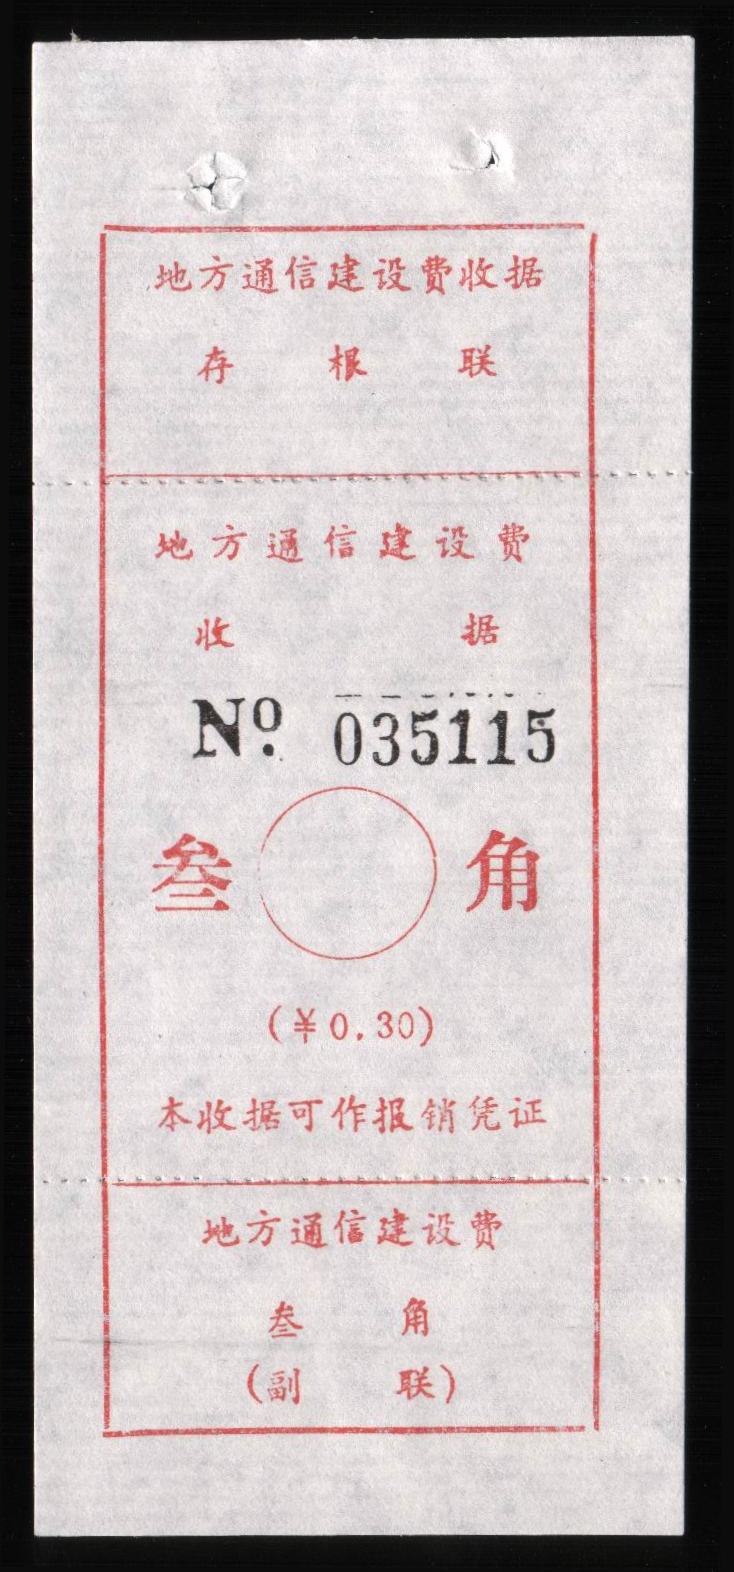 地方通信建设费收据
存根联
地方通信建设费
收据
Nº. 035115
叁角
(¥0.30)
本收据可作报销凭证
地方通信建设费
叁角
(副联)